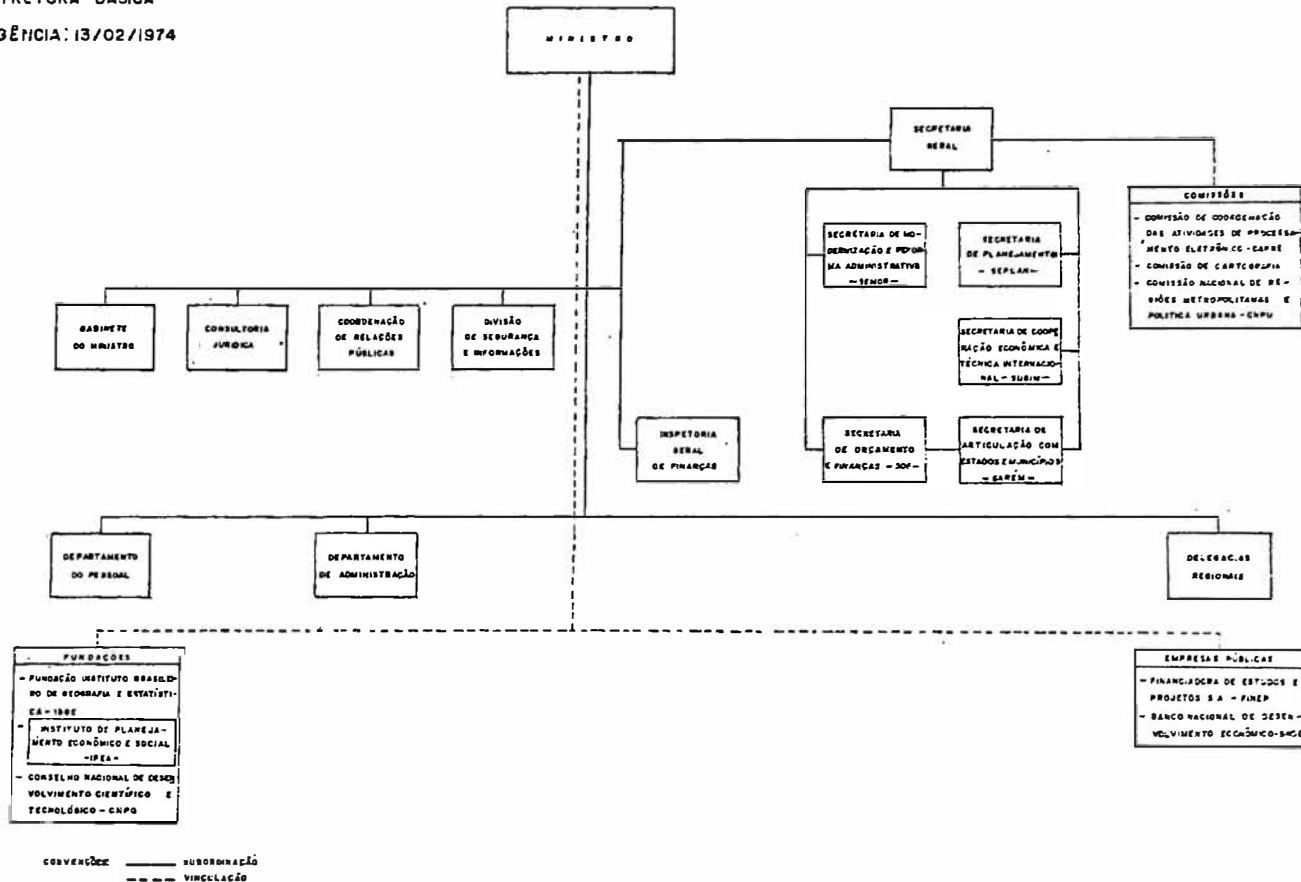 GÊNCIA: 13/02/1974
MINISTRO
SECRETARIA
GERAL
COMISSÕES
- COMISSÃO DE COORDENAÇÃO
DAS ATIVIDADES DE PROCESSA-
MENTO ELETRÔNICO - CAPRE
- COMISSÃO DE CARTOGRAFIA
- COMISSÃO NACIONAL DE RE-
GIÕES METROPOLITANAS E
POLITICA URBANA - CNPU
SECRETARIA DE MO-
DERNIZAÇÃO E REFOR-
MA ADMINISTRATIVA
- SEMOR -
SECRETARIA
DE PLANEJAMENTO
- SEPLAN -
GABINETE
DO MINISTRO
CONSULTORIA
JURIDICA
COORDENAÇÃO
DE RELAÇÕES
PÚBLICAS
DIVISÃO
DE SEGURANÇA
E INFORMAÇÕES
SECRETARIA DE COOPE
RAÇÃO ECONÔMICA E
TÉCNICA INTERNACIO-
NAL - SUBIN -
INSPETORIA
GERAL
DE FINANÇAS
SECRETARIA
DE ORÇAMENTO
E FINANÇAS - SOF -
SECRETARIA DE
ARTICULAÇÃO COM
ESTADOS E MUNICÍPIOS
- SAREM -
DEPARTAMENTO
DO PESSOAL
DEPARTAMENTO
DE ADMINISTRAÇÃO
DELEGACIAS
REGIONAIS
FUNDAÇÕES
- FUNDAÇÃO INSTITUTO BRASILEI-
RO DE GEOGRAFIA E ESTATÍSTI-
CA - IBGE
- INSTITUTO DE PLANEJA-
MENTO ECONÔMICO E SOCIAL
- IPEA -
- CONSELHO NACIONAL DE DESEN
VOLVIMENTO CIENTÍFICO E
TECNOLÓGICO - CNPQ
EMPRESAS PÚBLICAS
- FINANCIADORA DE ESTUDOS E
PROJETOS S.A - FINEP
- BANCO NACIONAL DE DESEN-
VOLVIMENTO ECONÔMICO - BNDE
CONVENÇÕES SUBORDINAÇÃO
VINCULAÇÃO